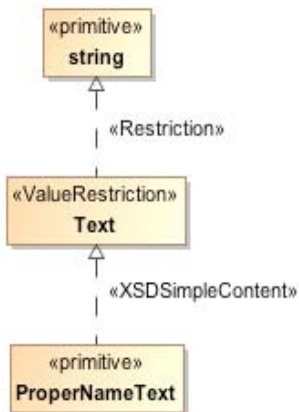 «primitive»
string
«Restriction»
«ValueRestriction»
Text
«XSDSimpleContent»
«primitive»
ProperNameText